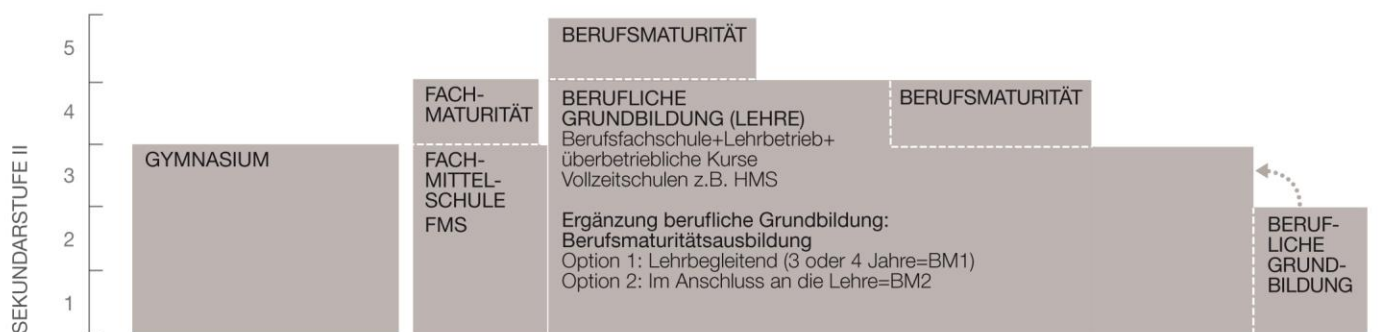 SEKUNDARSTUFE II
5
4
3
2
1
GYMNASIUM
FACH-
MATURITÄT
FACH-
MITTEL-
SCHULE
FMS
BERUFSMATURITÄT
BERUFLICHE
GRUNDBILDUNG (LEHRE)
Berufsfachschule+Lehrbetrieb+
überbetriebliche Kurse
Vollzeitschulen z.B. HMS
Ergänzung berufliche Grundbildung:
Berufsmaturitätsausbildung
Option 1: Lehrbegleitend (3 oder 4 Jahre=BM1)
Option 2: Im Anschluss an die Lehre=BM2
BERUFSMATURITÄT
BERUF-
LICHE
GRUND-
BILDUNG